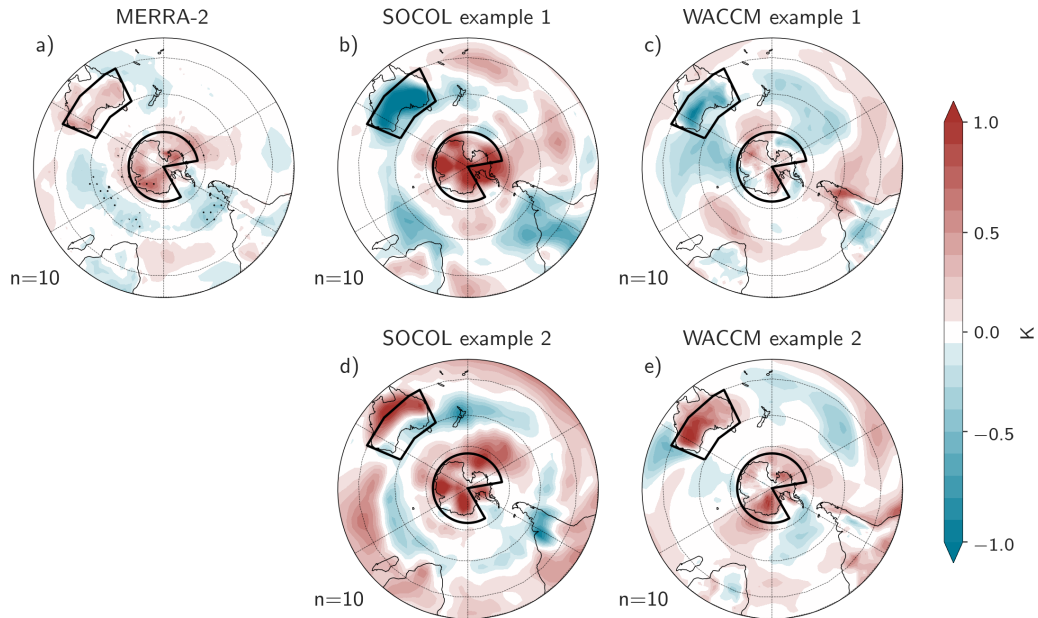 MERRA-2
SOCOL example 1
WACCM example 1
a)
b)
c)
n=10
n=10
n=10
SOCOL example 2
WACCM example 2
d)
e)
n=10
n=10
1.0
0.5
0.0
−0.5
−1.0
K